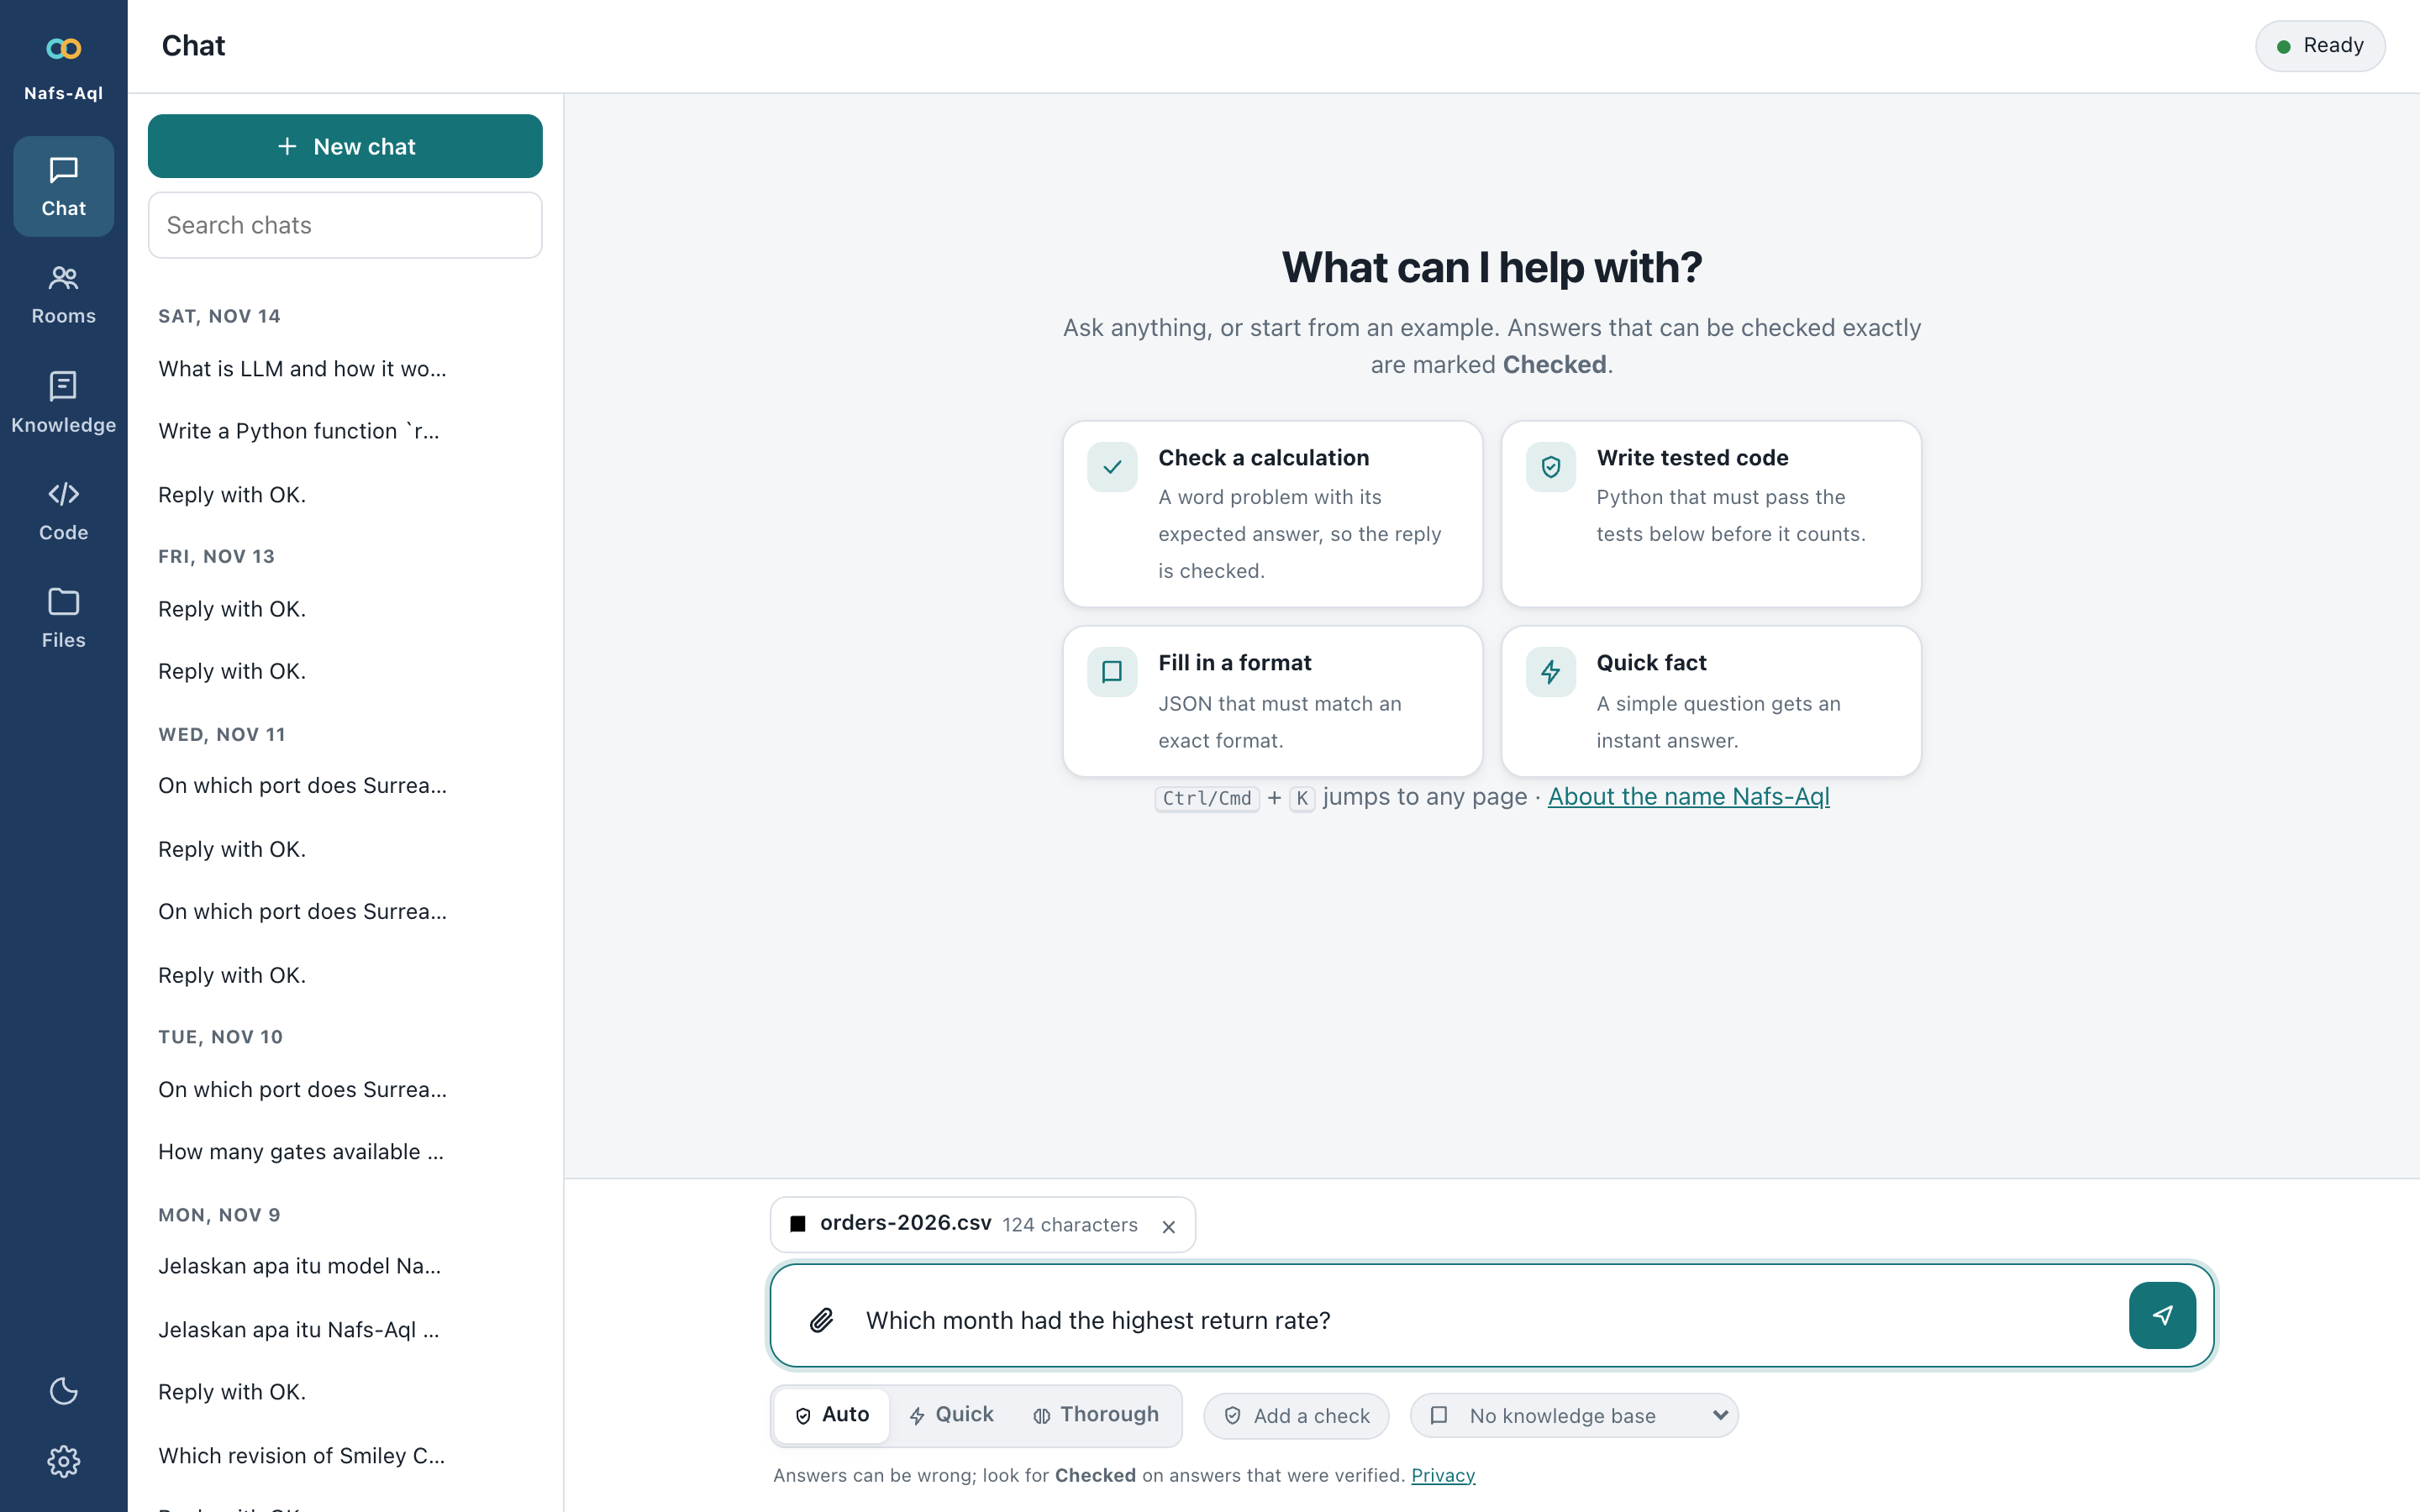 Nafs-Aql
Chat
Rooms
Knowledge
Code
Files
Chat
Ready
New chat
Search chats
SAT, NOV 14
What is LLM and how it wo...
Write a Python function `r...
Reply with OK.
FRI, NOV 13
Reply with OK.
Reply with OK.
WED, NOV 11
On which port does Surrea...
Reply with OK.
On which port does Surrea...
Reply with OK.
TUE, NOV 10
On which port does Surrea...
How many gates available ...
MON, NOV 9
Jelaskan apa itu model Na...
Jelaskan apa itu Nafs-Aql ...
Reply with OK.
Which revision of Smiley C...
What can I help with?
Ask anything, or start from an example. Answers that can be checked exactly
are marked Checked.
Check a calculation
A word problem with its
expected answer, so the reply
is checked.
Write tested code
Python that must pass the
tests below before it counts.
Fill in a format
JSON that must match an
exact format.
Quick fact
A simple question gets an
instant answer.
Ctrl/Cmd + K jumps to any page · About the name Nafs-Aql
orders-2026.csv 124 characters
Which month had the highest return rate?
Auto Quick Thorough Add a check No knowledge base
Answers can be wrong; look for Checked on answers that were verified. Privacy